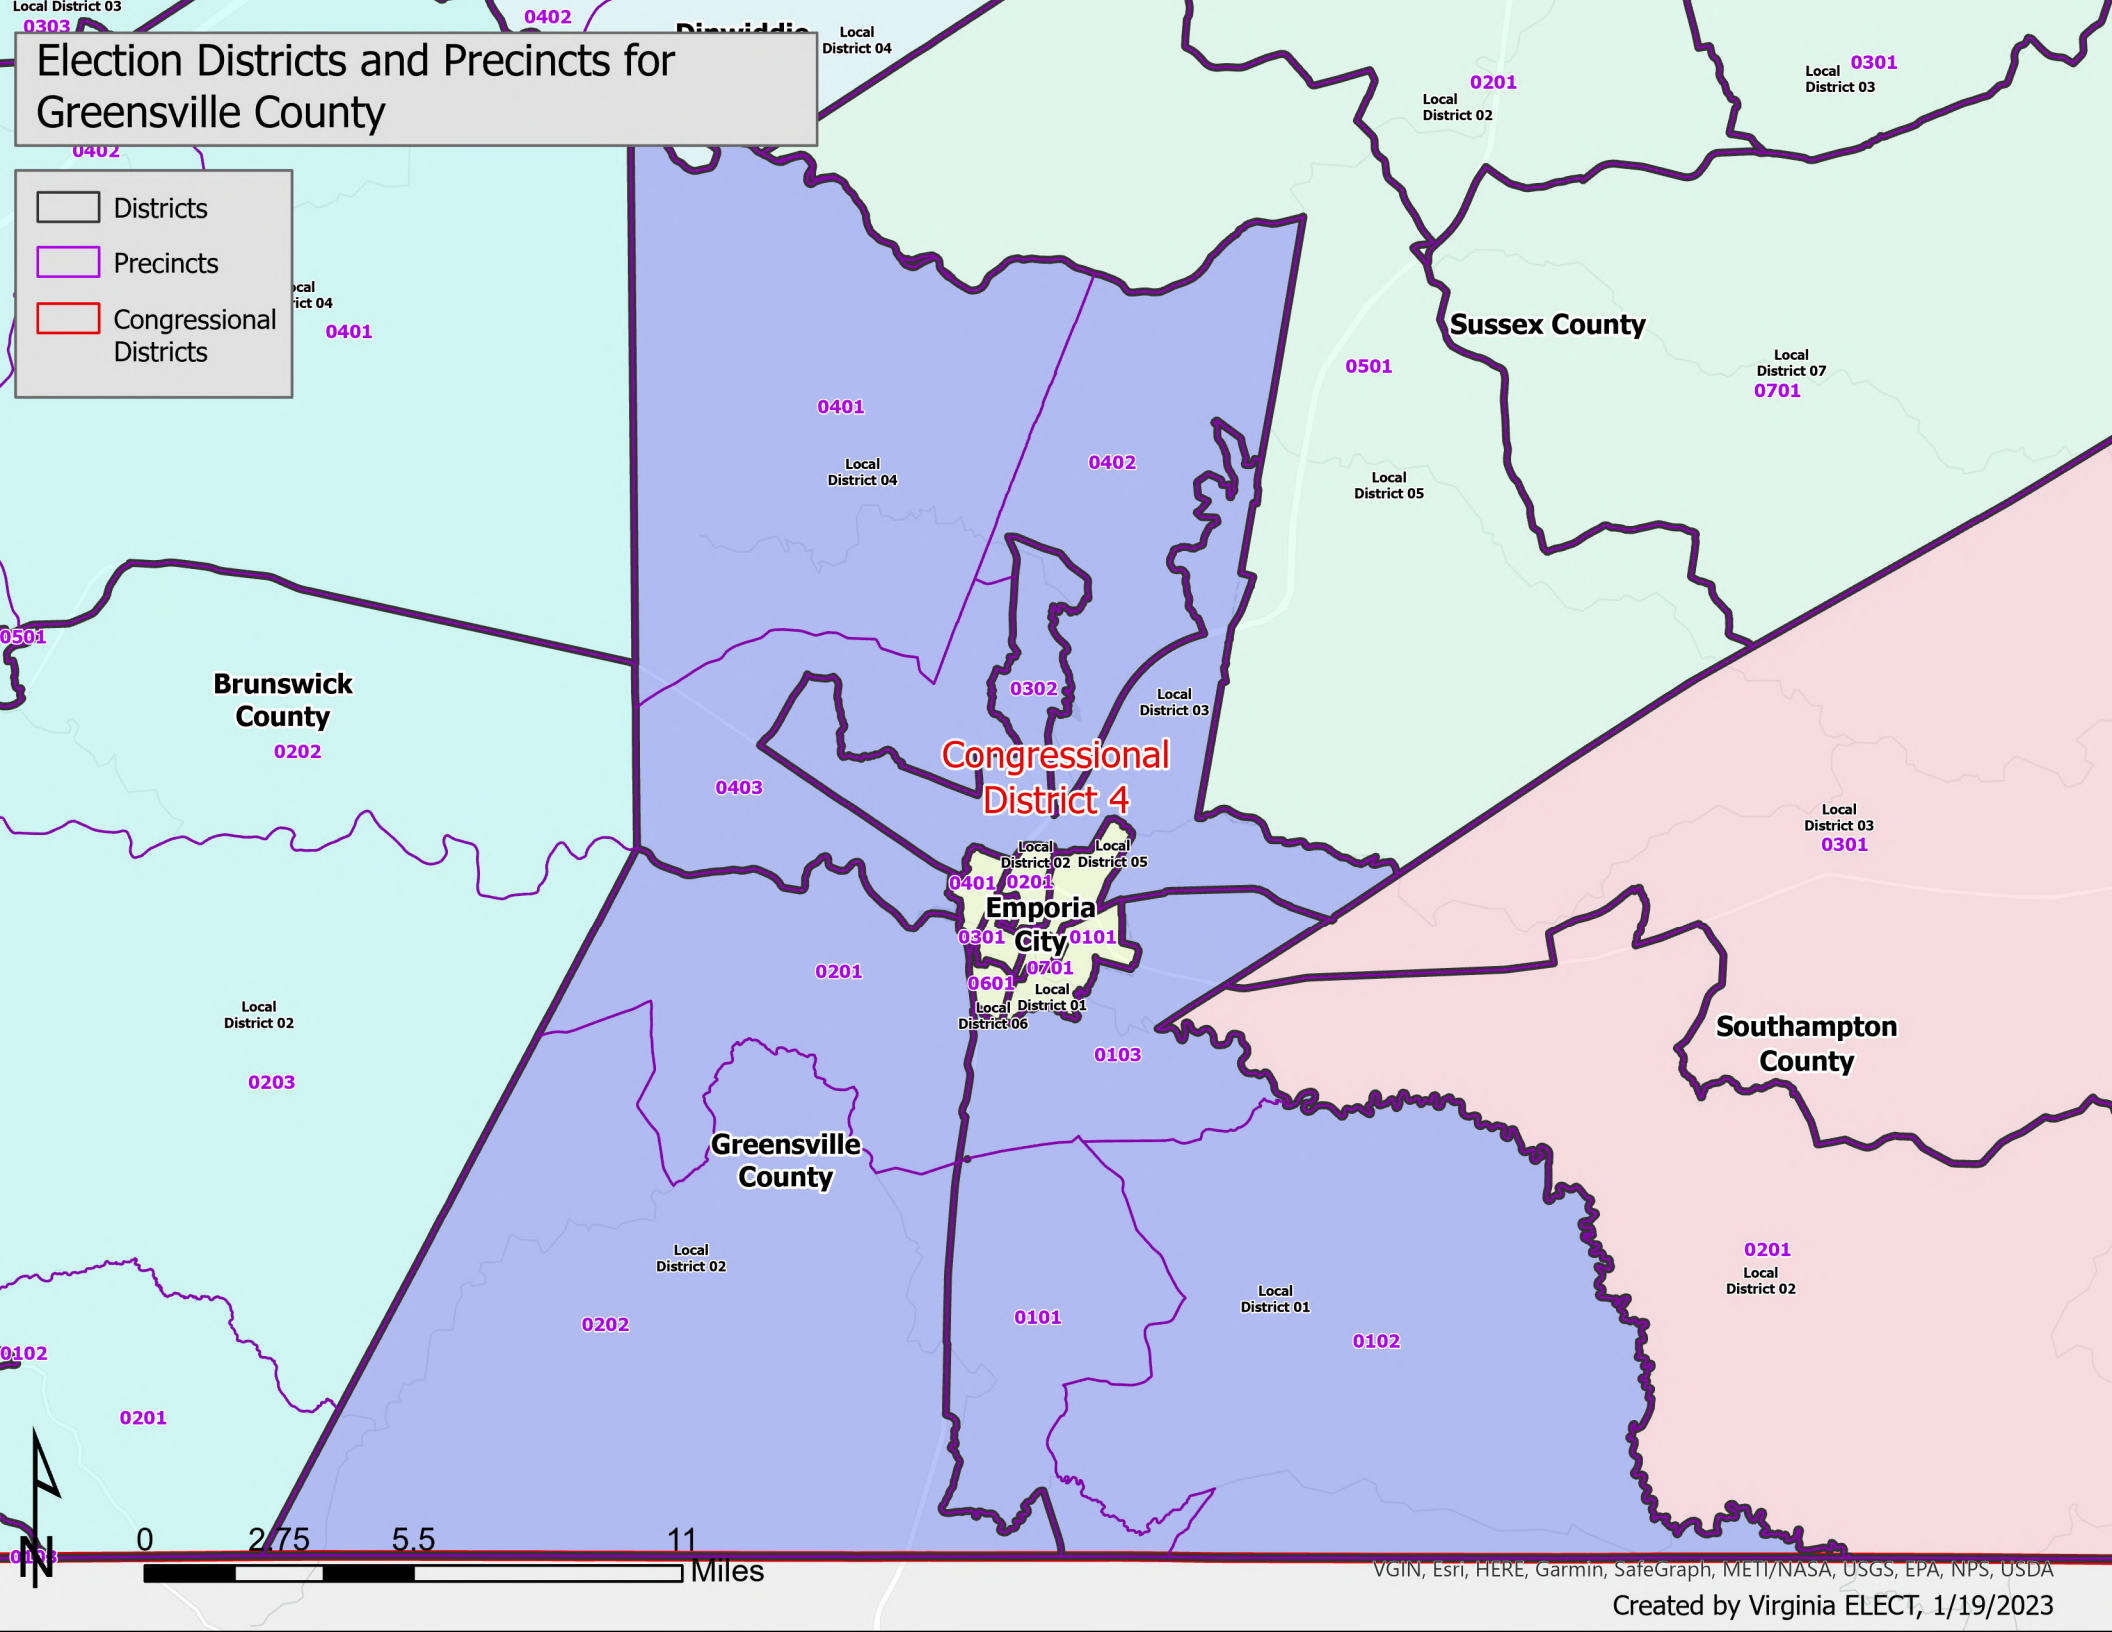 Local District 03
0303
0402
Dinwiddie
Local
District 04
Election Districts and Precincts for
Greensville County
0402
Districts
Precincts
Congressional
Districts
ocal
rict 04
0401
0201
Local
District 02
0301
Local
District 03
Sussex County
0501
Local
District 07
0701
0401
Local
District 04
0402
Local
District 05
0501
Brunswick
County
0202
0302
Local
District 03
Congressional
District 4
0403
Local
District 03
0301
Local
District 02
Local
District 05
0401
0201
Emporia
City
0301
0101
0701
0601
Local
District 01
Local
District 06
0201
0103
Local
District 02
0203
Southampton
County
Greensville
County
Local
District 02
0202
0101
Local
District 01
0102
0201
Local
District 02
0102
0201
0103
N
0 2.75 5.5 11
Miles
VGIN, Esri, HERE, Garmin, SafeGraph, METI/NASA, USGS, EPA, NPS, USDA
Created by Virginia ELECT, 1/19/2023